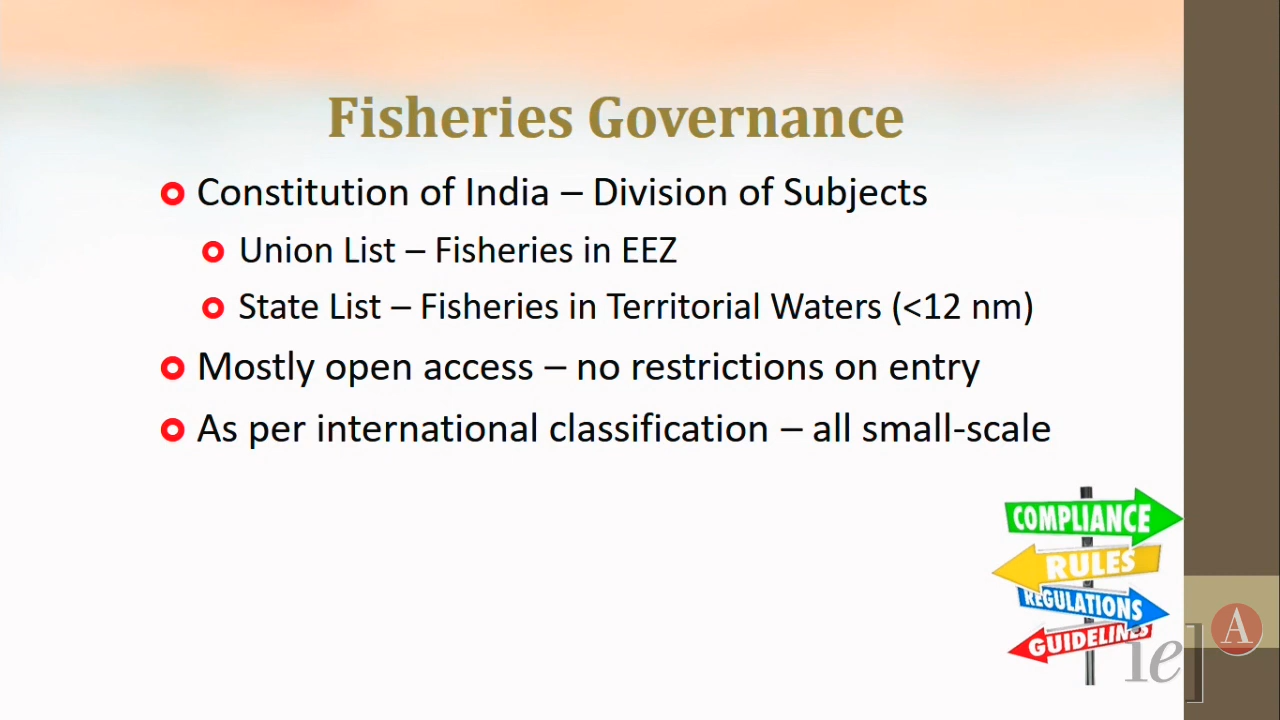 Fisheries Governance
Constitution of India – Division of Subjects
Union List – Fisheries in EEZ
State List – Fisheries in Territorial Waters (<12 nm)
Mostly open access – no restrictions on entry
As per international classification – all small-scale
COMPLIANCE
RULES
REGULATIONS
GUIDELINES
ie]
A